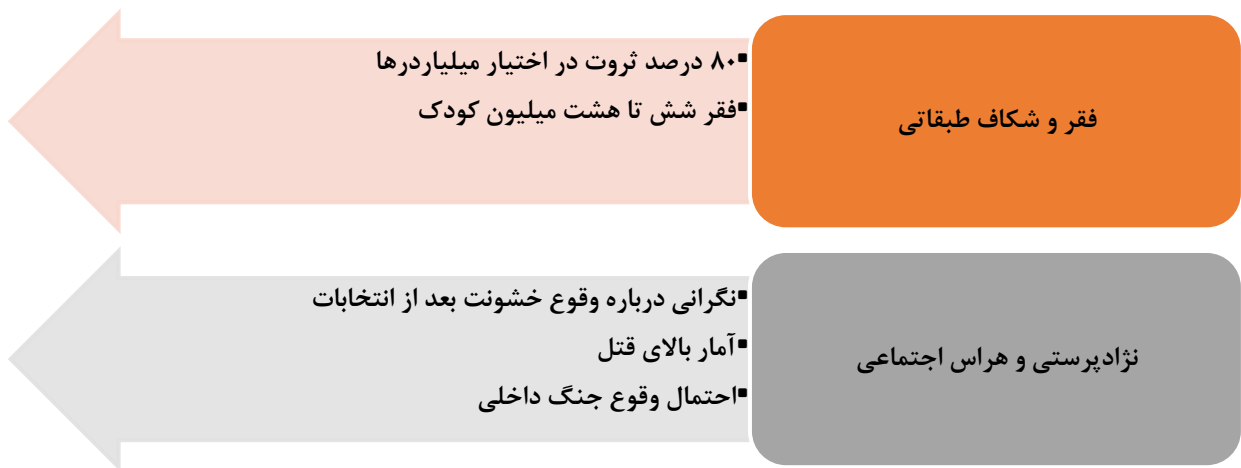 فقر و شکاف طبقاتی
▪۸۰ درصد ثروت در اختیار میلیاردرها
▪فقر شش تا هشت میلیون کودک
نژادپرستی و هراس اجتماعی
▪نگرانی درباره وقوع خشونت بعد از انتخابات
▪آمار بالای قتل
▪احتمال وقوع جنگ داخلی